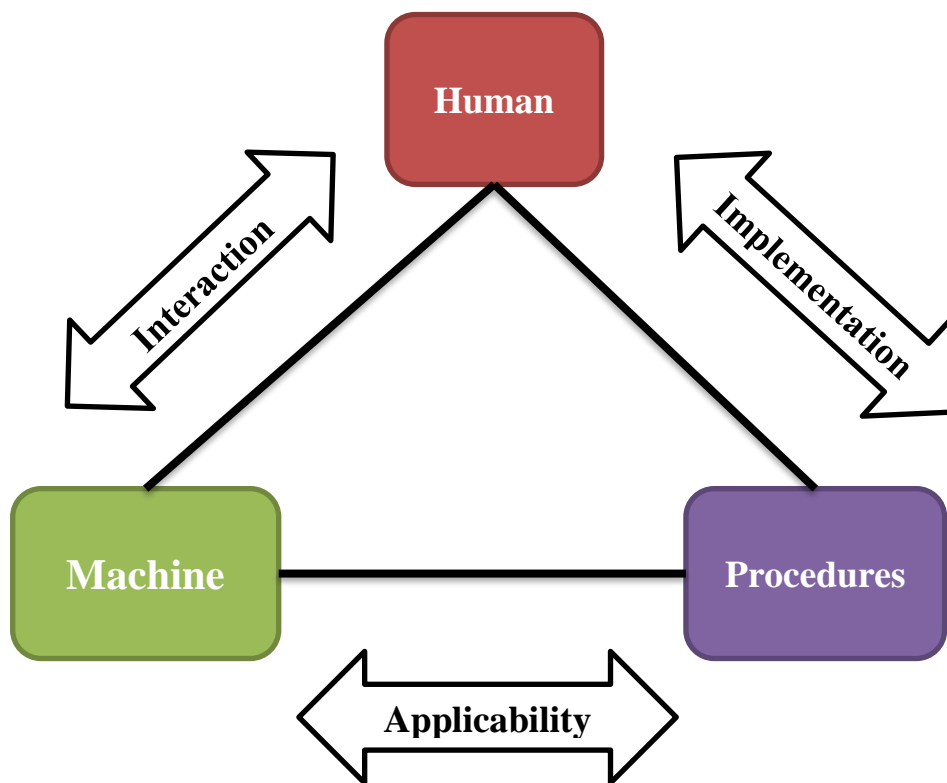 Human
Interaction
Implementation
Machine
Procedures
Applicability